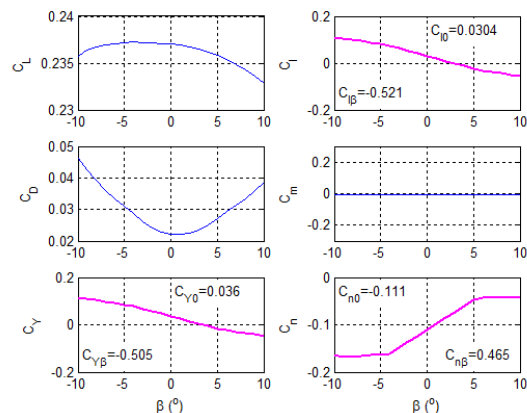 0.24
0.235
0.23
C_L
-10 -5 0 5 10
0.2
0
-0.2
C_l
C_l0=0.0304
C_lβ=-0.521
-10 -5 0 5 10
0.05
0.04
0.03
0.02
C_D
-10 -5 0 5 10
0.2
0
-0.2
C_m
-10 -5 0 5 10
0.2
0
-0.2
C_Y
C_Y0=0.036
C_Yβ=-0.505
-10 -5 0 5 10
β (º)
0
-0.1
-0.2
C_n
C_n0=-0.111
C_nβ=0.465
-10 -5 0 5 10
β (º)